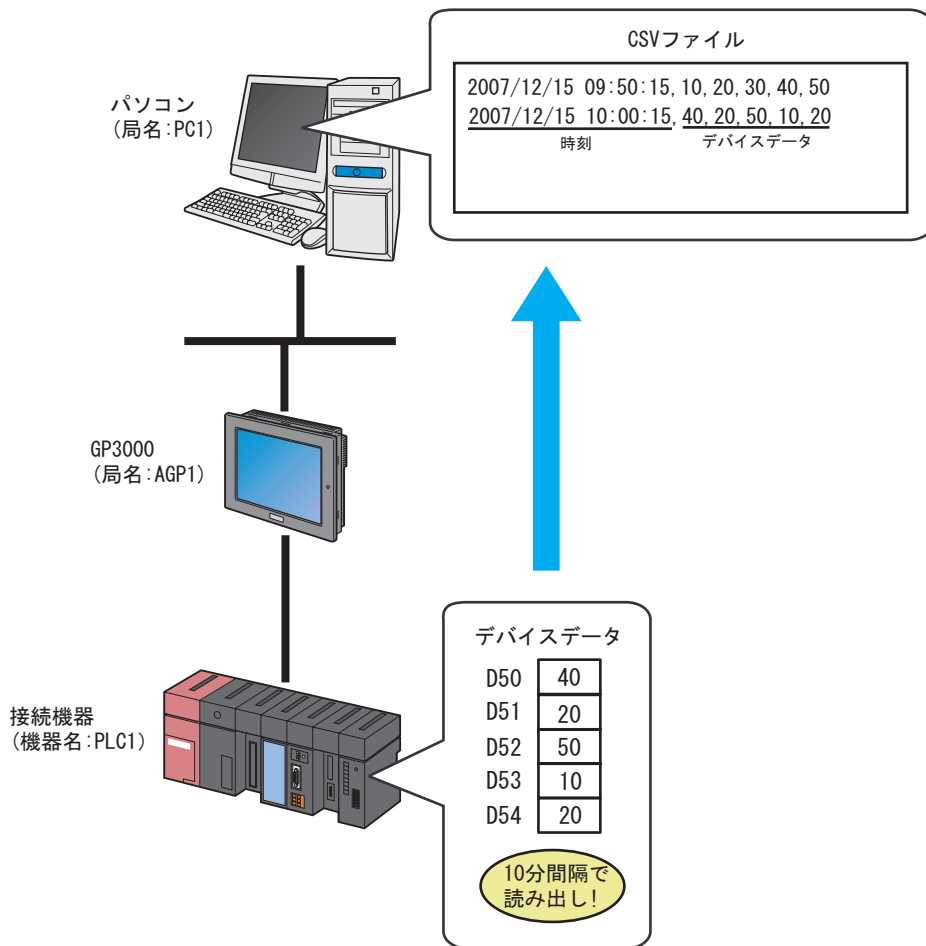 CSVファイル
2007/12/15 09:50:15, 10, 20, 30, 40, 50
2007/12/15 10:00:15, 40, 20, 50, 10, 20
時刻
デバイスデータ
パソコン
(局名:PC1)
GP3000
(局名:AGP1)
接続機器
(機器名:PLC1)
デバイスデータ
D50 40
D51 20
D52 50
D53 10
D54 20
10分間隔で
読み出し!